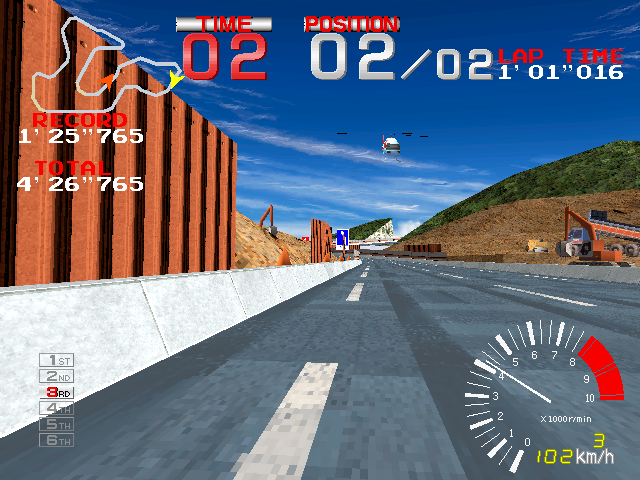 TIME
02
POSITION
02/02
LAP TIME
1'01"016
RECORD
1'25"765
TOTAL
4'26"765
1ST
2ND
3RD
4TH
5TH
6TH
0
1
2
3
4
5
6
7
8
9
10
X1000r/min
3
102km/h